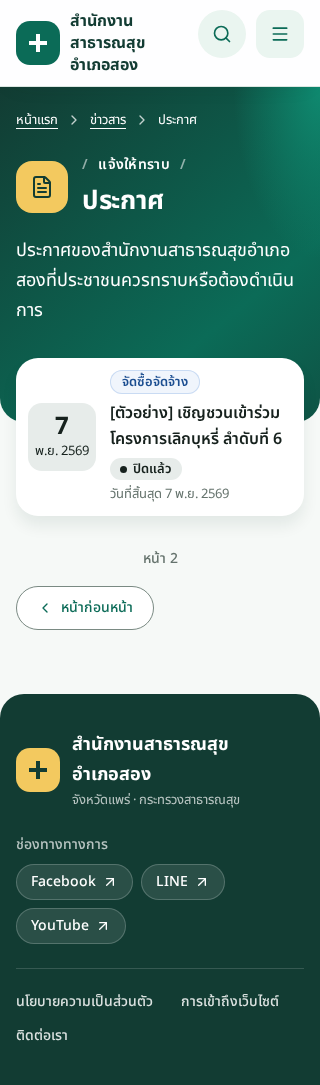 สำนักงาน
สาธารณสุข
อำเภอสอง
หน้าแรก > ข่าวสาร > ประกาศ
/ แจ้งให้ทราบ /
ประกาศ
ประกาศของสำนักงานสาธารณสุขอำเภอ
สองที่ประชาชนควรทราบหรือต้องดำเนิน
การ
จัดซื้อจัดจ้าง
7
พ.ย. 2569
[ตัวอย่าง] เชิญชวนเข้าร่วม
โครงการเลิกบุหรี่ ลำดับที่ 6
ปิดแล้ว
วันที่สิ้นสุด 7 พ.ย. 2569
หน้า 2
หน้าก่อนหน้า
สำนักงานสาธารณสุข
อำเภอสอง
จังหวัดแพร่ · กระทรวงสาธารณสุข
ช่องทางทางการ
Facebook
LINE
YouTube
นโยบายความเป็นส่วนตัว
การเข้าถึงเว็บไซต์
ติดต่อเรา